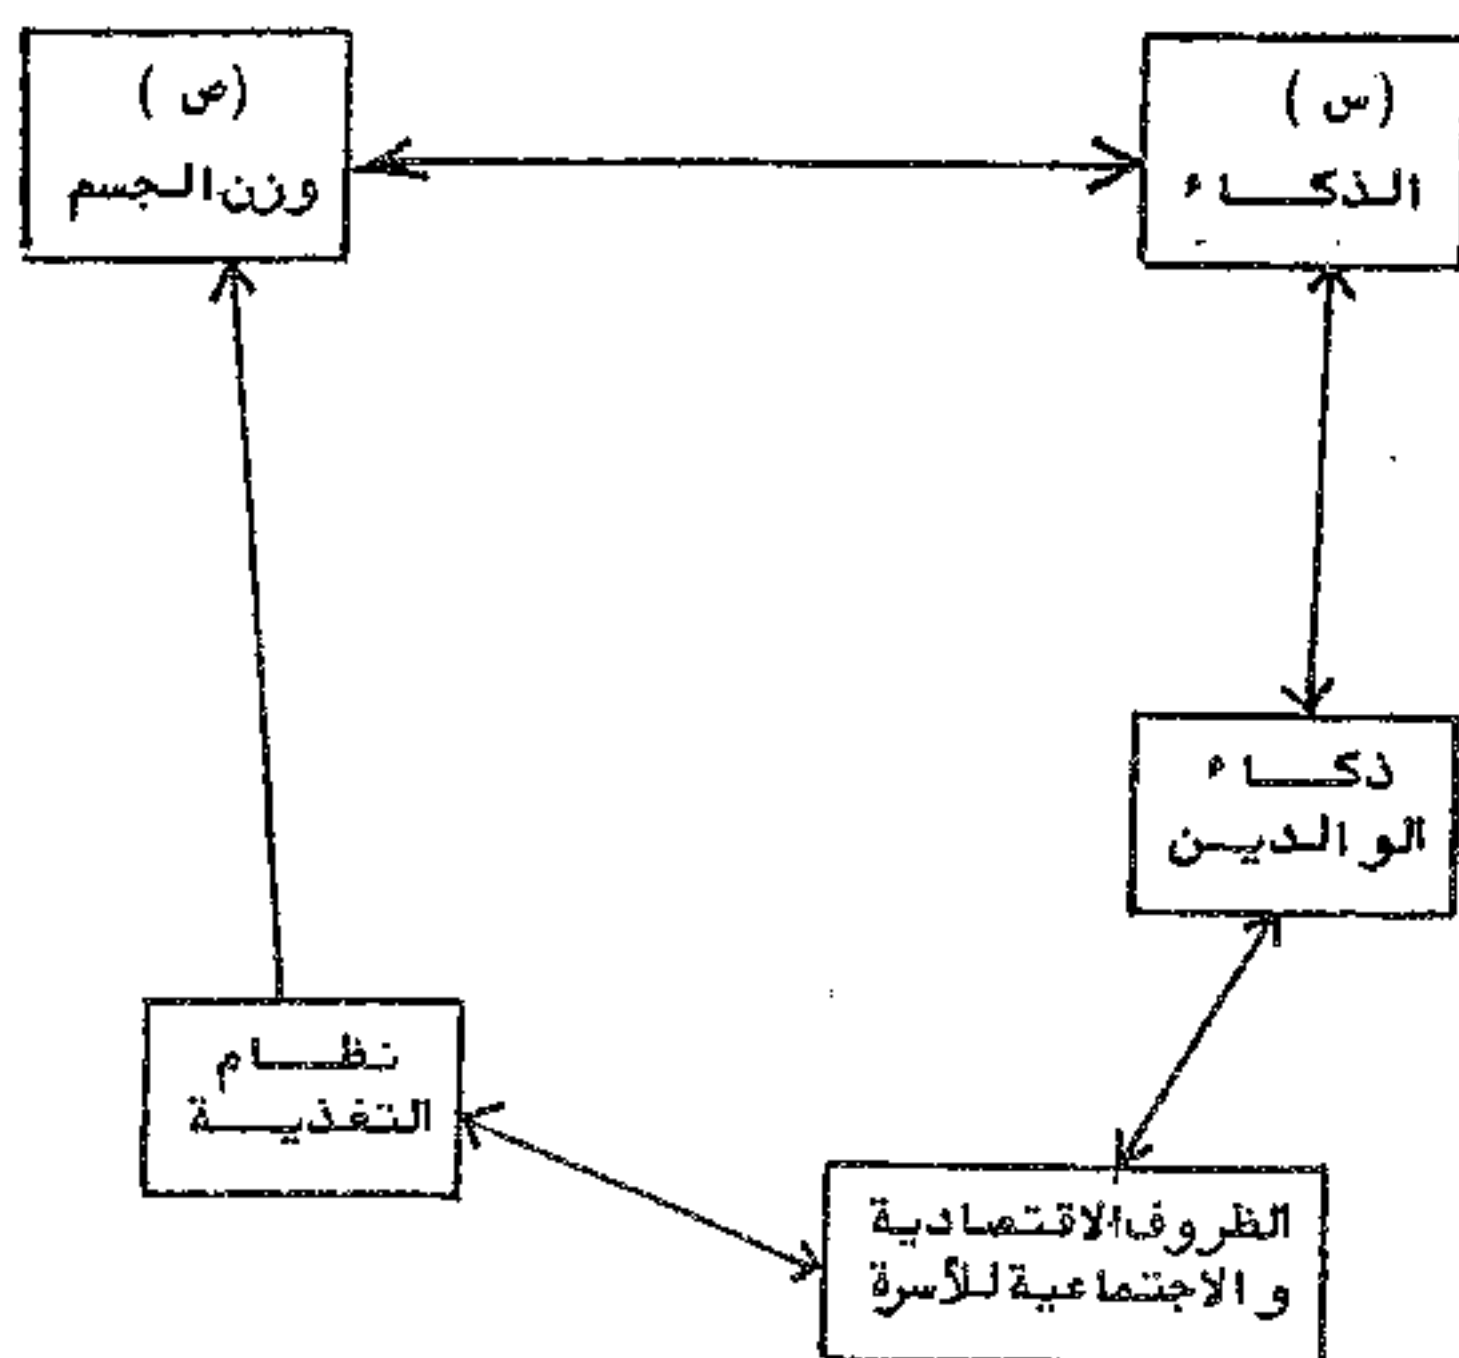 (س)
الذكاء
(ص)
وزن الجسم
ذكاء
الوالدين
نظام
التغذية
الظروف الاقتصادية
والاجتماعية للأسرة